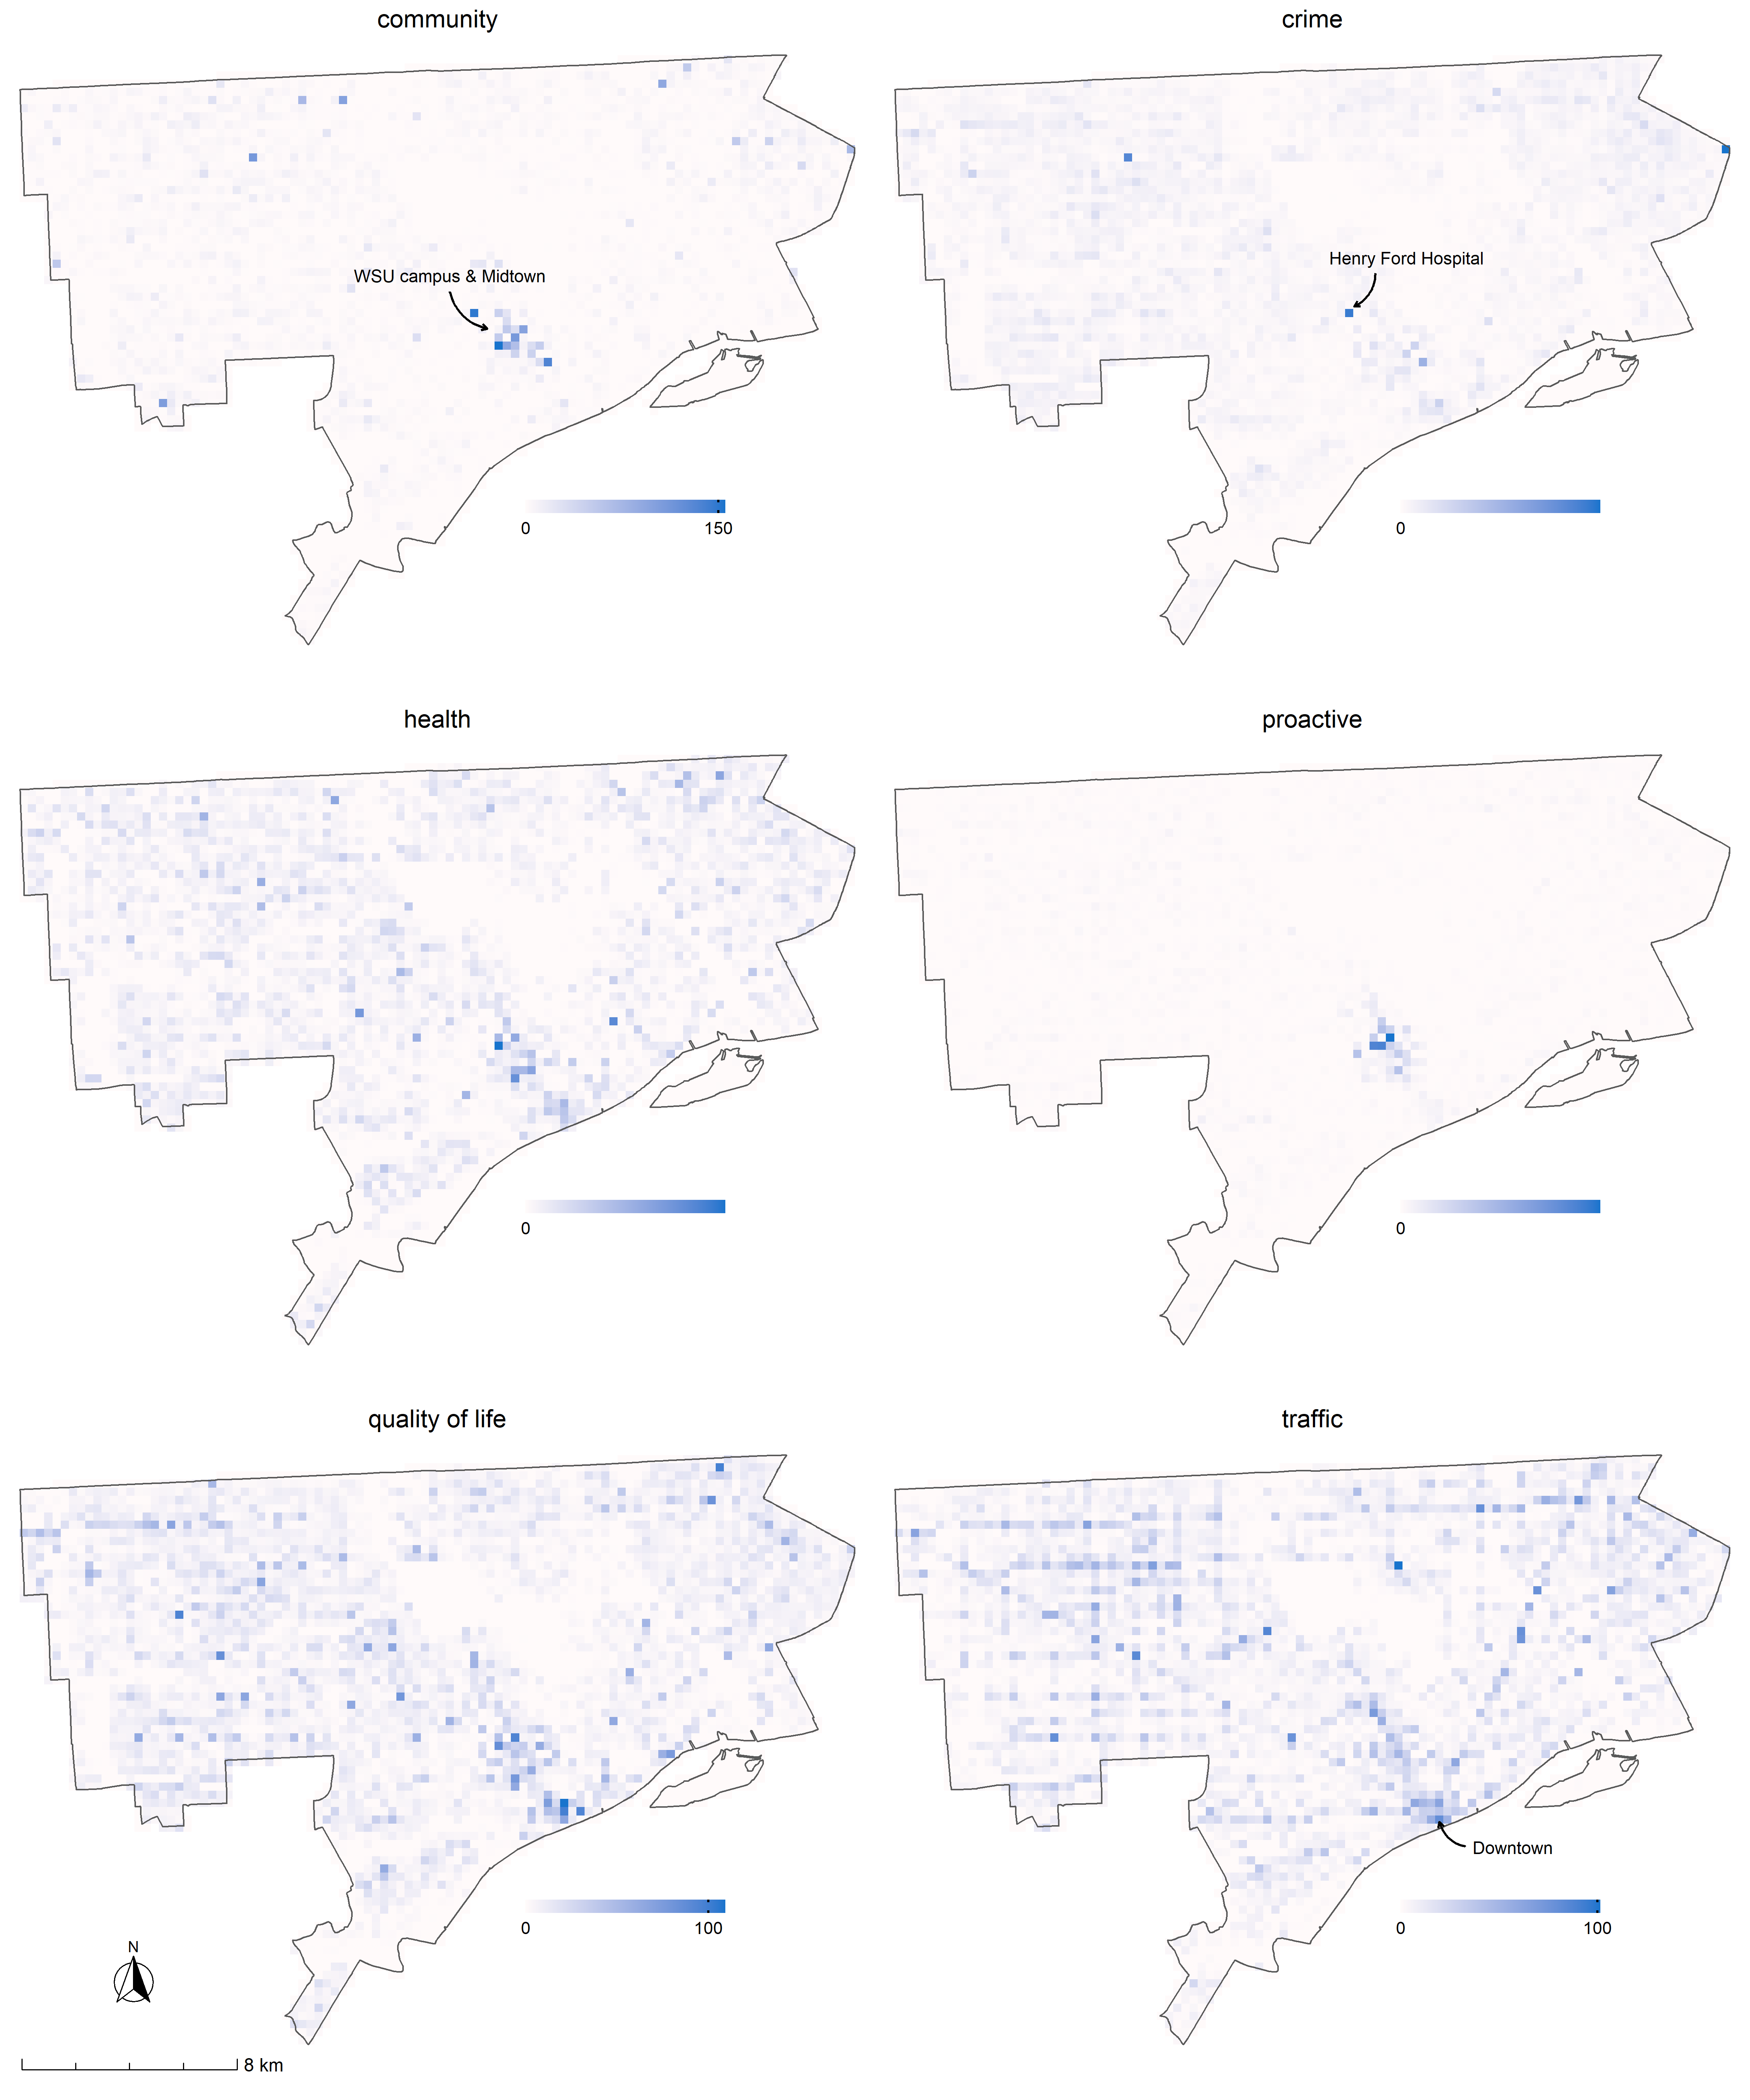 community
crime
WSU campus & Midtown
Henry Ford Hospital
0 150
0
health
proactive
0
0
quality of life
traffic
Downtown
0 100
0 100
N
8 km